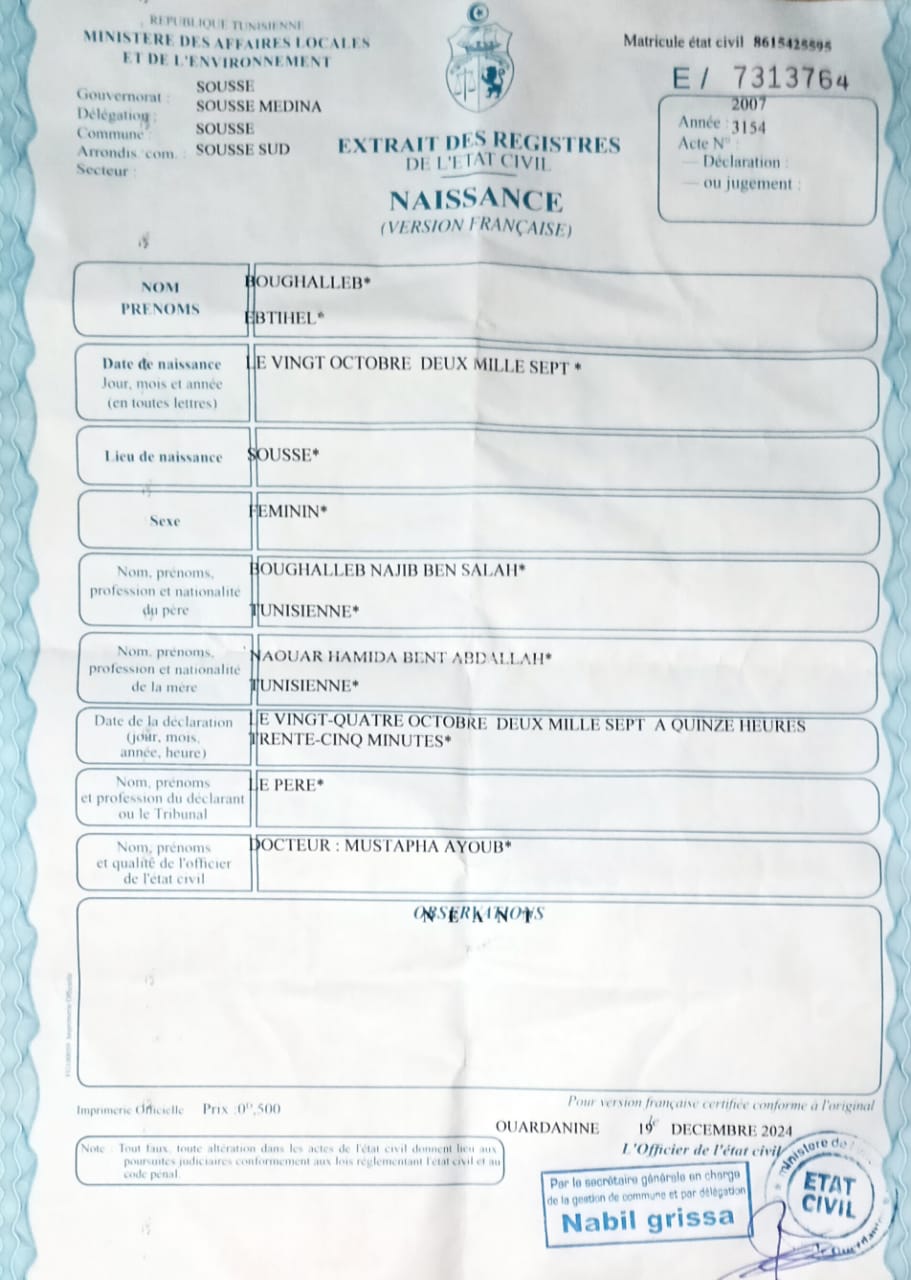 REPUBLIQUE TUNISIENNE
MINISTERE DES AFFAIRES LOCALES
ET DE L'ENVIRONNEMENT
Gouvernorat : SOUSSE
Délégation : SOUSSE MEDINA
Commune : SOUSSE
Arrondis com. : SOUSSE SUD
Secteur :
EXTRAIT DES REGISTRES
DE L'ETAT CIVIL
NAISSANCE
(VERSION FRANÇAISE)
Matricule état civil 8615425595
E / 7313764
2007
Année : 3154
Acte N°
— Déclaration :
— ou jugement :
NOM BOUGHALLEB*
PRENOMS EBTIHEL*
Date de naissance LE VINGT OCTOBRE DEUX MILLE SEPT *
Jour, mois et année
(en toutes lettres)
Lieu de naissance SOUSSE*
Sexe FEMININ*
Nom, prénoms, BOUGHALLEB NAJIB BEN SALAH*
profession et nationalité
du père TUNISIENNE*
Nom, prénoms, NAOUAR HAMIDA BENT ABDALLAH*
profession et nationalité
de la mère TUNISIENNE*
Date de la déclaration LE VINGT-QUATRE OCTOBRE DEUX MILLE SEPT A QUINZE HEURES
(jour, mois, TRENTE-CINQ MINUTES*
année, heure)
Nom, prénoms LE PERE*
et profession du déclarant
ou le Tribunal
Nom, prénoms DOCTEUR : MUSTAPHA AYOUB*
et qualité de l'officier
de l'état civil
OBSERVATIONS
N E A N T
Imprimerie Officielle Prix :0ᴰ,500
Pour version française certifiée conforme à l'original
OUARDANINE le 19 DECEMBRE 2024
L'Officier de l'état civil
Note : Tout faux, toute altération dans les actes de l'état civil donnent lieu aux
poursuites judiciaires conformement aux lois réglementant l'état civil et au
code pénal.
Par le secrétaire générale en charge
de la gestion de commune et par délégation
Nabil grissa
ministère de
ETAT
CIVIL